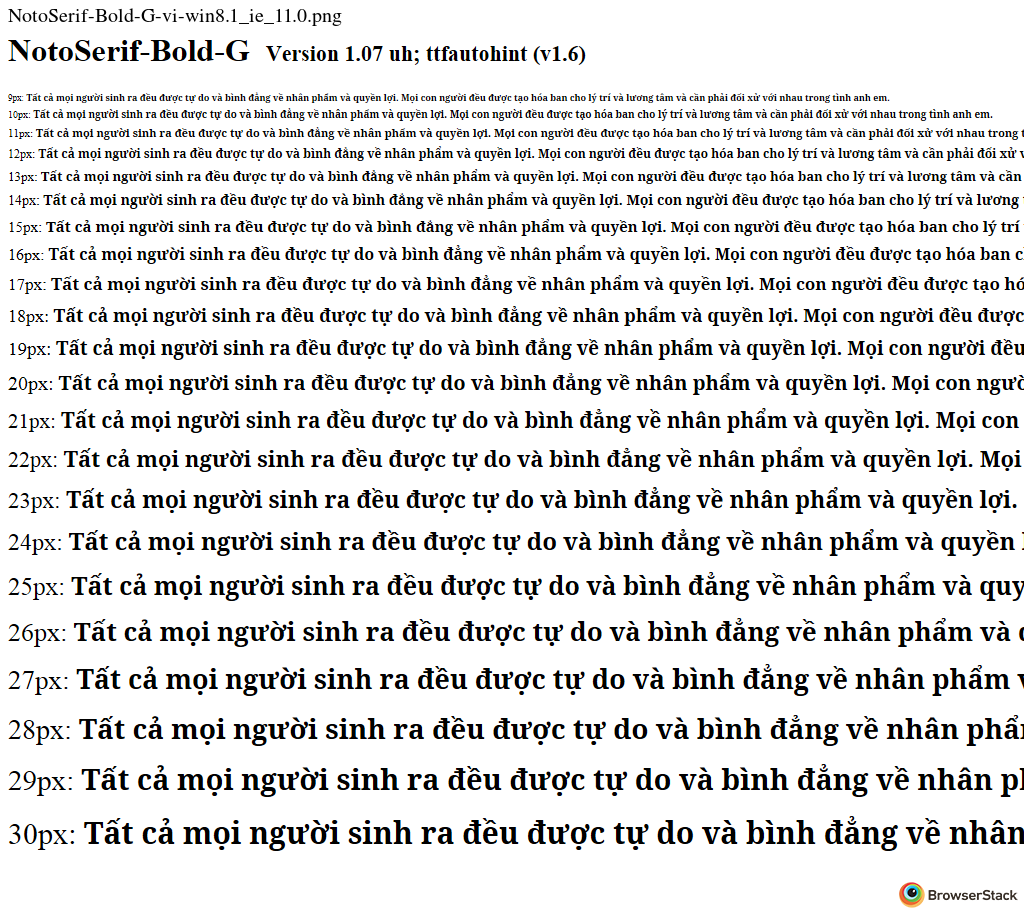 NotoSerif-Bold-G-vi-win8.1_ie_11.0.png
NotoSerif-Bold-G Version 1.07 uh; ttfautohint (v1.6)
9px: Tất cả mọi người sinh ra đều được tự do và bình đẳng về nhân phẩm và quyền lợi. Mọi con người đều được tạo hóa ban cho lý trí và lương tâm và cần phải đối xử với nhau trong tình anh em.
10px: Tất cả mọi người sinh ra đều được tự do và bình đẳng về nhân phẩm và quyền lợi. Mọi con người đều được tạo hóa ban cho lý trí và lương tâm và cần phải đối xử với nhau trong tình anh em.
11px: Tất cả mọi người sinh ra đều được tự do và bình đẳng về nhân phẩm và quyền lợi. Mọi con người đều được tạo hóa ban cho lý trí và lương tâm và cần phải đối xử với nhau trong
12px: Tất cả mọi người sinh ra đều được tự do và bình đẳng về nhân phẩm và quyền lợi. Mọi con người đều được tạo hóa ban cho lý trí và lương tâm và cần phải đối xử
13px: Tất cả mọi người sinh ra đều được tự do và bình đẳng về nhân phẩm và quyền lợi. Mọi con người đều được tạo hóa ban cho lý trí và lương tâm và cần
14px: Tất cả mọi người sinh ra đều được tự do và bình đẳng về nhân phẩm và quyền lợi. Mọi con người đều được tạo hóa ban cho lý trí và lương
15px: Tất cả mọi người sinh ra đều được tự do và bình đẳng về nhân phẩm và quyền lợi. Mọi con người đều được tạo hóa ban cho lý trí
16px: Tất cả mọi người sinh ra đều được tự do và bình đẳng về nhân phẩm và quyền lợi. Mọi con người đều được tạo hóa ban
17px: Tất cả mọi người sinh ra đều được tự do và bình đẳng về nhân phẩm và quyền lợi. Mọi con người đều được tạo hó
18px: Tất cả mọi người sinh ra đều được tự do và bình đẳng về nhân phẩm và quyền lợi. Mọi con người đều được
19px: Tất cả mọi người sinh ra đều được tự do và bình đẳng về nhân phẩm và quyền lợi. Mọi con người đều
20px: Tất cả mọi người sinh ra đều được tự do và bình đẳng về nhân phẩm và quyền lợi. Mọi con ngườ
21px: Tất cả mọi người sinh ra đều được tự do và bình đẳng về nhân phẩm và quyền lợi. Mọi con
22px: Tất cả mọi người sinh ra đều được tự do và bình đẳng về nhân phẩm và quyền lợi. Mọi
23px: Tất cả mọi người sinh ra đều được tự do và bình đẳng về nhân phẩm và quyền lợi.
24px: Tất cả mọi người sinh ra đều được tự do và bình đẳng về nhân phẩm và quyền
25px: Tất cả mọi người sinh ra đều được tự do và bình đẳng về nhân phẩm và quy
26px: Tất cả mọi người sinh ra đều được tự do và bình đẳng về nhân phẩm và
27px: Tất cả mọi người sinh ra đều được tự do và bình đẳng về nhân phẩm
28px: Tất cả mọi người sinh ra đều được tự do và bình đẳng về nhân phẩ
29px: Tất cả mọi người sinh ra đều được tự do và bình đẳng về nhân
30px: Tất cả mọi người sinh ra đều được tự do và bình đẳng về nhân
BrowserStack